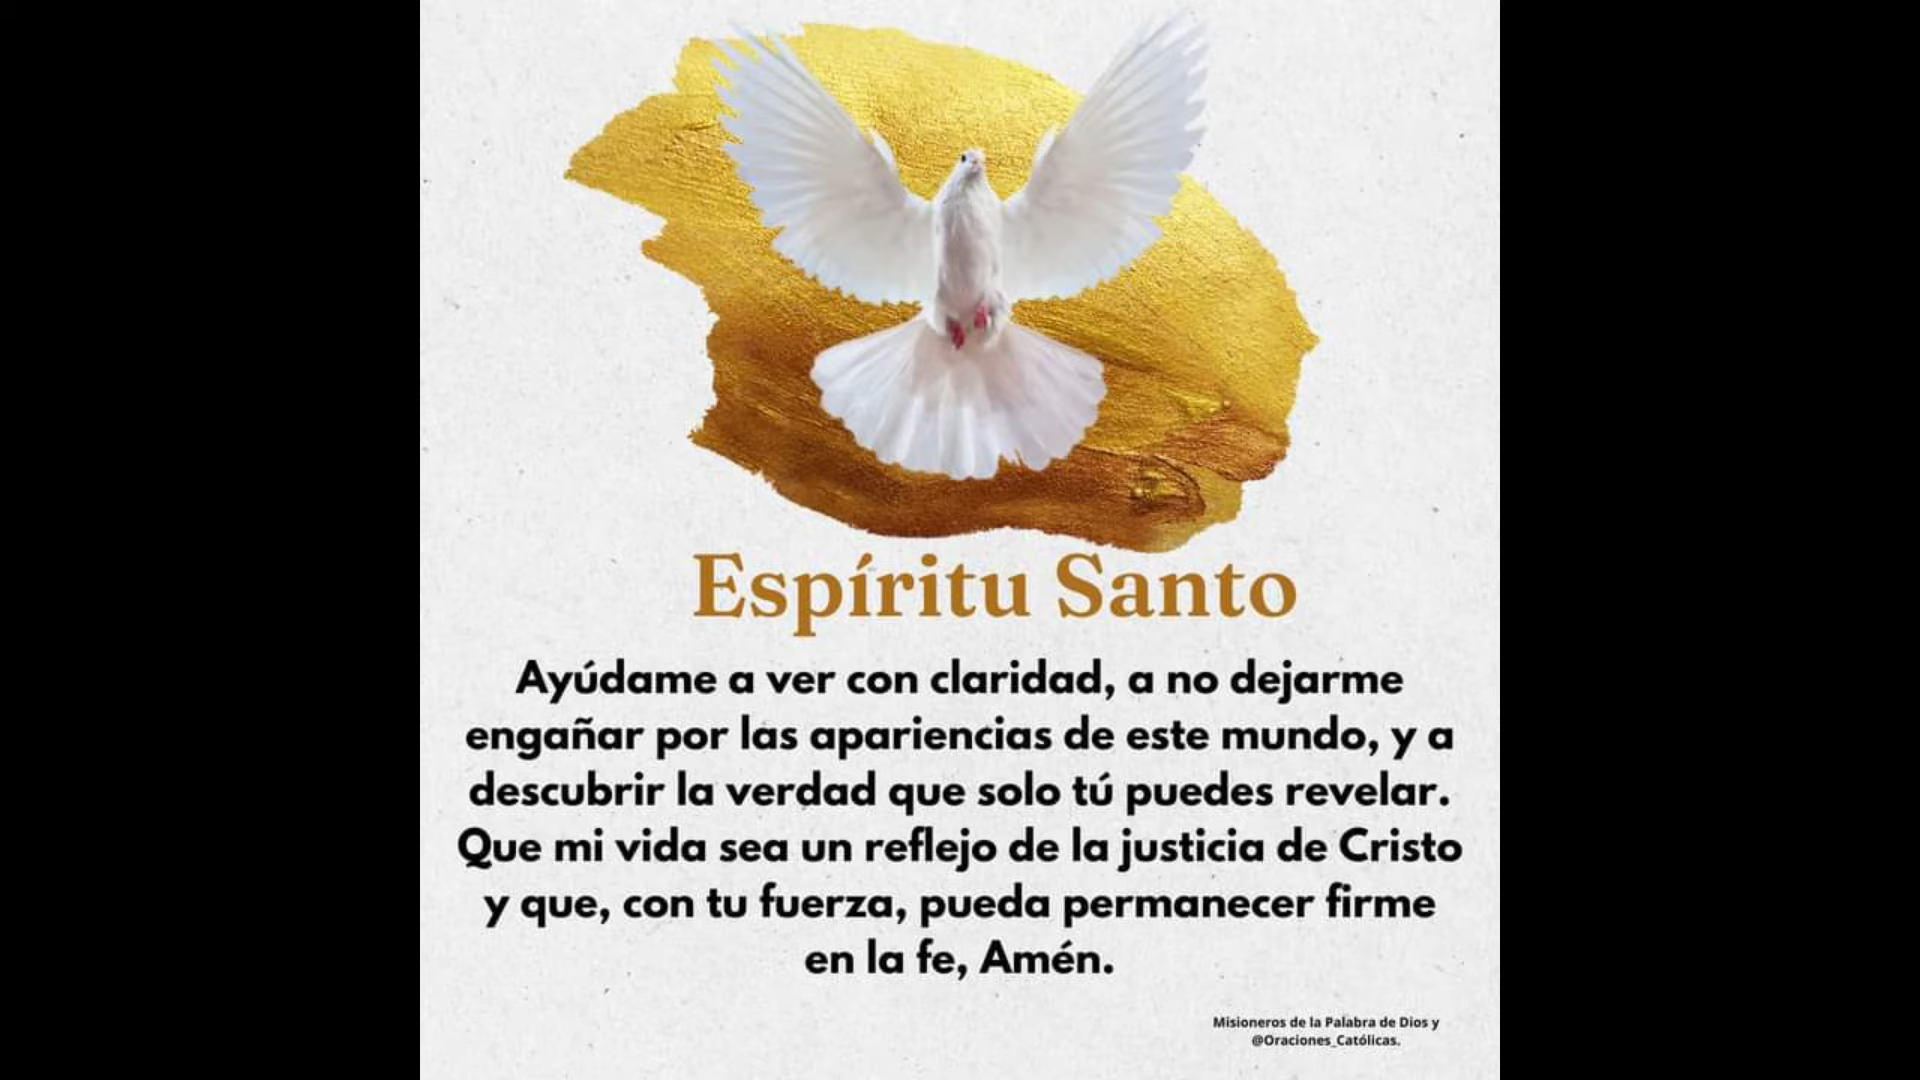 Espíritu Santo
Ayúdame a ver con claridad, a no dejarme
engañar por las apariencias de este mundo, y a
descubrir la verdad que solo tú puedes revelar.
Que mi vida sea un reflejo de la justicia de Cristo
y que, con tu fuerza, pueda permanecer firme
en la fe, Amén.
Misioneros de la Palabra de Dios y
@Oraciones_Católicas.